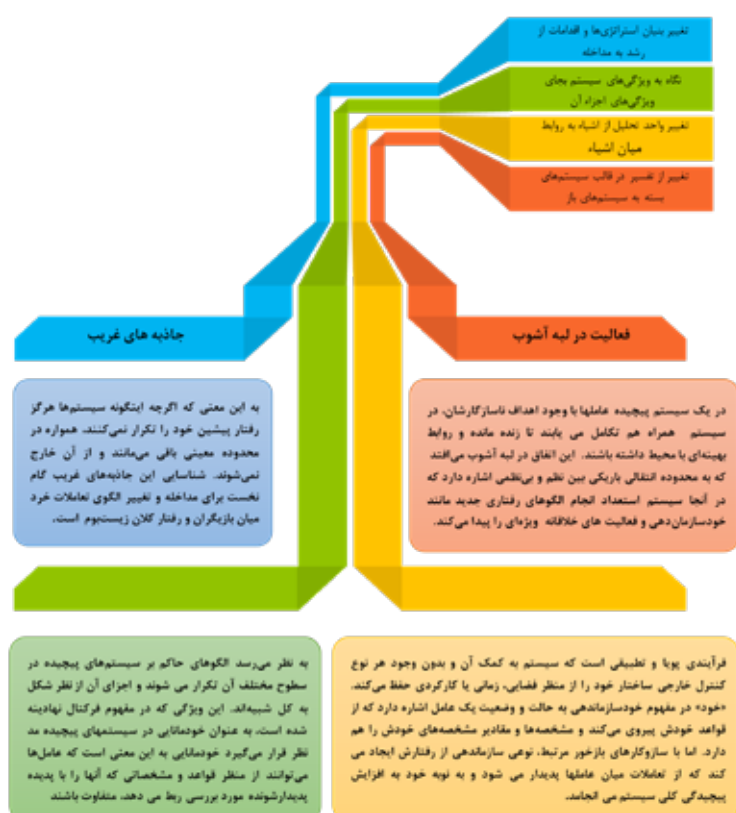 تغییر بنیان استراتژی‌ها و اقدامات از
رشد به مداخله
نگاه به ویژگی‌های سیستم بجای
ویژگی‌های اجزاء آن
تغییر واحد تحلیل از اشیاء به روابط
میان اشیاء
تغییر از تفسیر در قالب سیستم‌های
بسته به سیستم‌های باز
فعالیت در لبه آشوب
در یک سیستم پیچیده عاملها با وجود اهداف ناسازگارشان، در
سیستم همراه هم تکامل می یابند تا زنده مانده و روابط
بهینه‌ای با محیط داشته باشند. این اتفاق در لبه آشوب می‌افتد
که به محدوده انتقالی باریکی بین نظم و بی‌نظمی اشاره دارد که
در آنجا سیستم استعداد انجام الگوهای رفتاری جدید مانند
خودسازمان‌دهی و فعالیت های خلاقانه ویژه‌ای را پیدا می‌کند.
جاذبه های غریب
به این معنی که اگرچه اینگونه سیستم‌ها هرگز
رفتار پیشین خود را تکرار نمی‌کنند، همواره در
محدوده معینی باقی می‌مانند و از آن خارج
نمی‌شوند. شناسایی این جاذبه‌های غریب گام
نخست برای مداخله و تغییر الگوی تعاملات خرد
میان بازیگران و رفتار کلان زیست‌بوم است.
فرآیندی پویا و تطبیقی است که سیستم به کمک آن و بدون وجود هر نوع
کنترل خارجی ساختار خود را از منظر فضایی، زمانی یا کارکردی حفظ می‌کند.
«خود» در مفهوم خودسازماندهی به حالت و وضعیت یک عامل اشاره دارد که از
قواعد خودش پیروی می‌کند و مشخصه‌ها و مقادیر مشخصه‌های خودش را هم
دارد. اما با سازوکارهای بازخور مرتبط، نوعی سازماندهی از رفتارش ایجاد می
کند که از تعاملات میان عاملها پدیدار می شود و به نوبه خود به افزایش
پیچیدگی کلی سیستم می انجامد.
به نظر می‌رسد الگوهای حاکم بر سیستم‌های پیچیده در
سطوح مختلف آن تکرار می شوند و اجزای آن از نظر شکل
به کل شبیه‌اند. این ویژگی که در مفهوم فرکتال نهادینه
شده است، به عنوان خودمانایی در سیستمهای پیچیده مد
نظر قرار می‌گیرد خودمانایی به این معنی است که عامل‌ها
می‌توانند از منظر قواعد و مشخصاتی که آنها را با پدیده
پدیدارشونده مورد بررسی ربط می دهد، متفاوت باشند